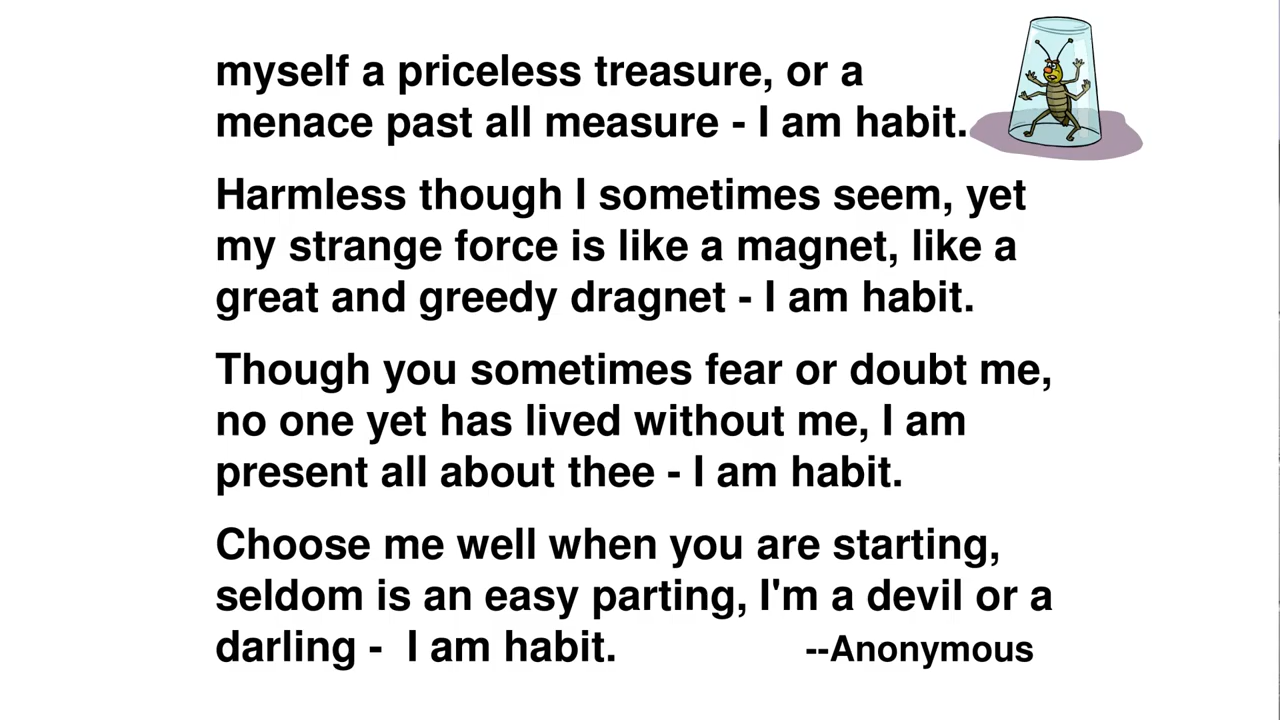 myself a priceless treasure, or a
menace past all measure - I am habit.
Harmless though I sometimes seem, yet
my strange force is like a magnet, like a
great and greedy dragnet - I am habit.
Though you sometimes fear or doubt me,
no one yet has lived without me, I am
present all about thee - I am habit.
Choose me well when you are starting,
seldom is an easy parting, I'm a devil or a
darling -  I am habit. --Anonymous